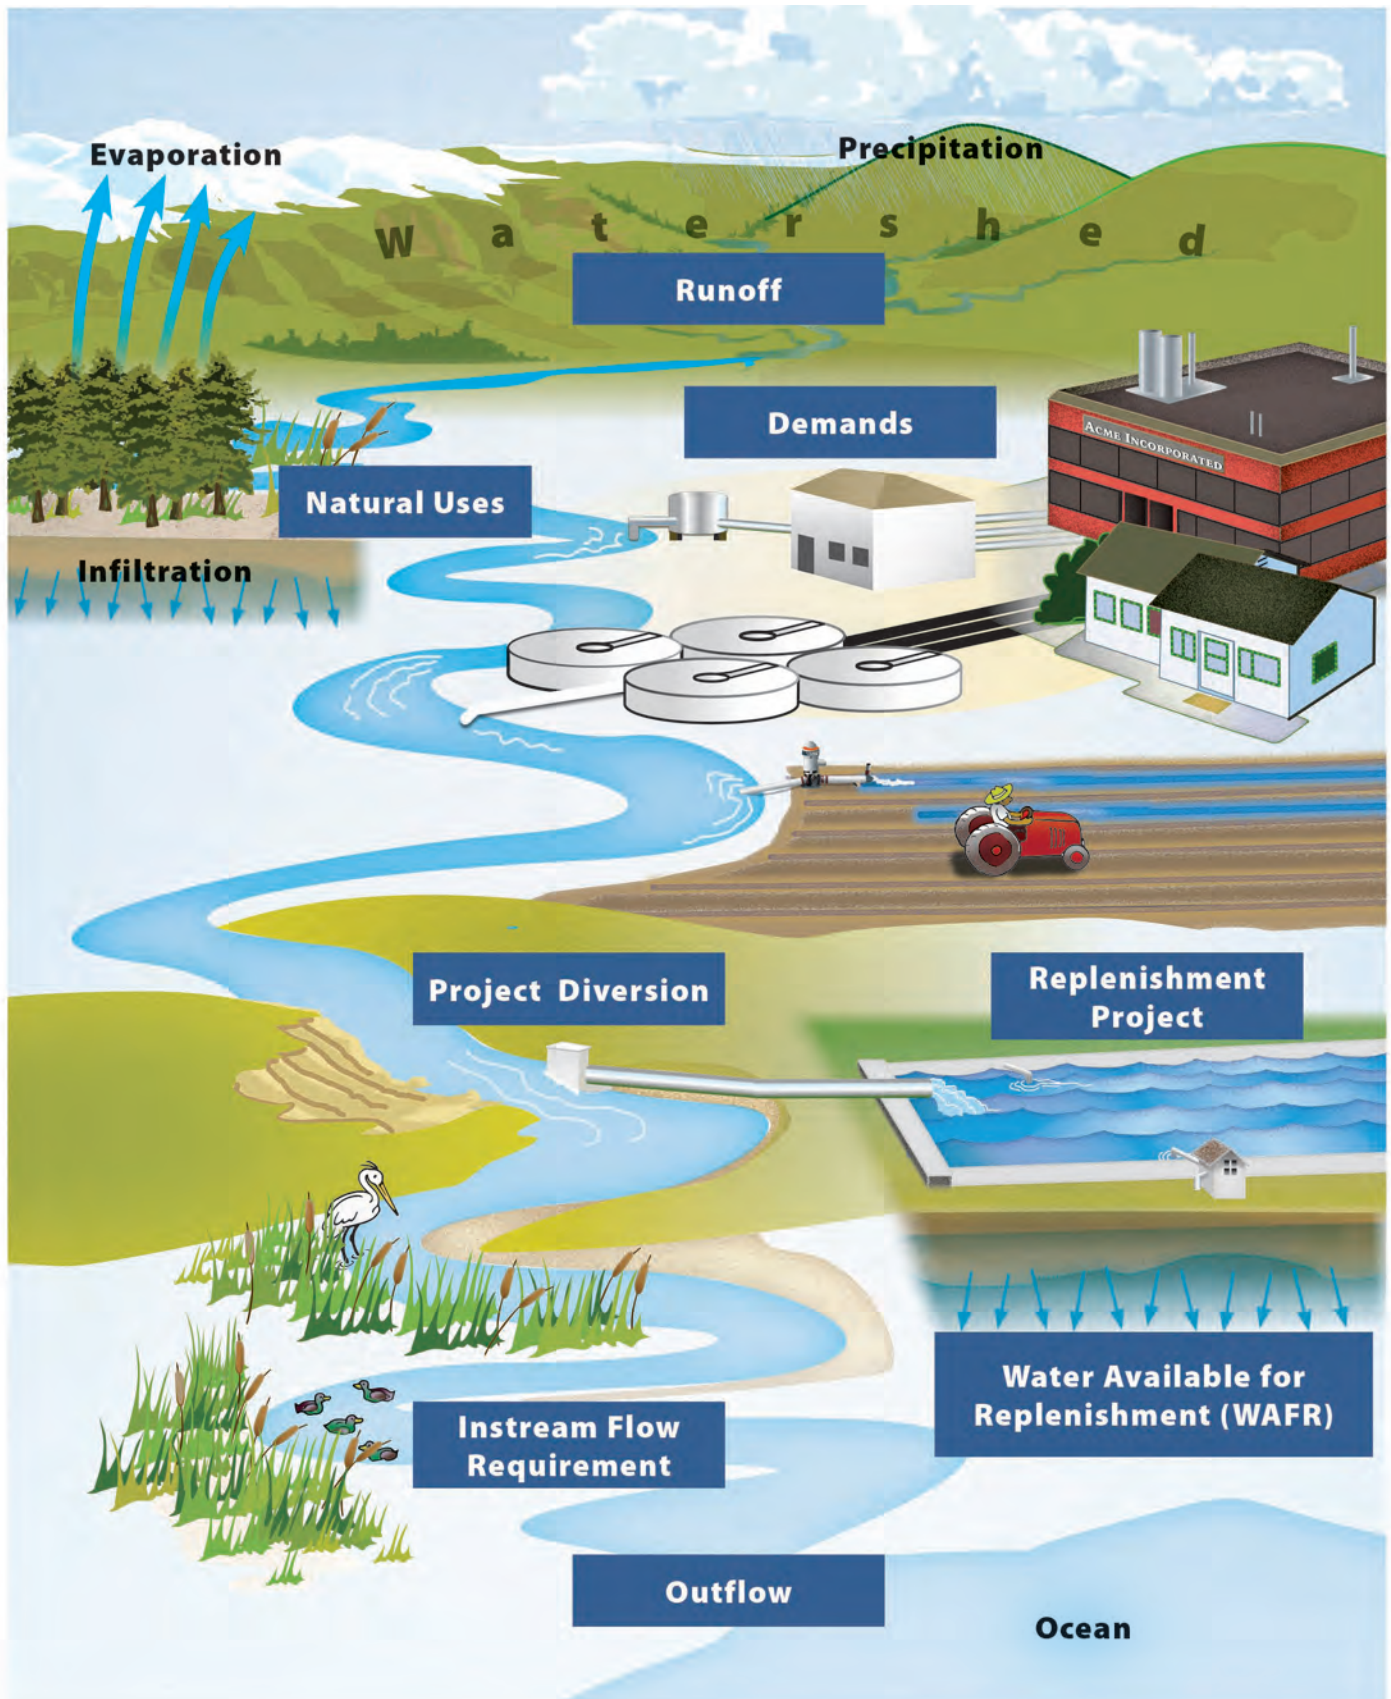 Evaporation
Precipitation
Watershed
Runoff
Demands
ACME INCORPORATED
Natural Uses
Infiltration
Project Diversion
Replenishment
Project
Water Available for
Replenishment (WAFR)
Instream Flow
Requirement
Outflow
Ocean